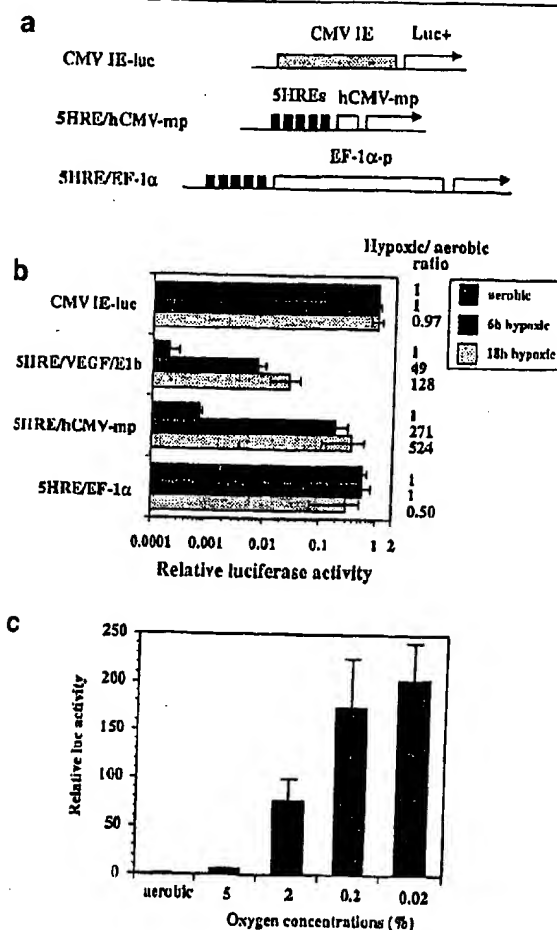 a
CMV IE Luc+
CMV IE-luc
5HREs hCMV-mp
5HRE/hCMV-mp
EF-1α-p
5HRE/EF-1α
Hypoxic/ aerobic
ratio
b
CMV IE-luc
1
1
0.97
aerobic
6h hypoxic
18h hypoxic
5HRE/VEGF/E1b
1
49
128
5HRE/hCMV-mp
1
271
524
5HRE/EF-1α
1
1
0.50
0.0001 0.001 0.01 0.1 1 2
Relative luciferase activity
c
Relative luc activity
250
200
150
100
50
0
aerobic 5 2 0.2 0.02
Oxygen concentrations (%)